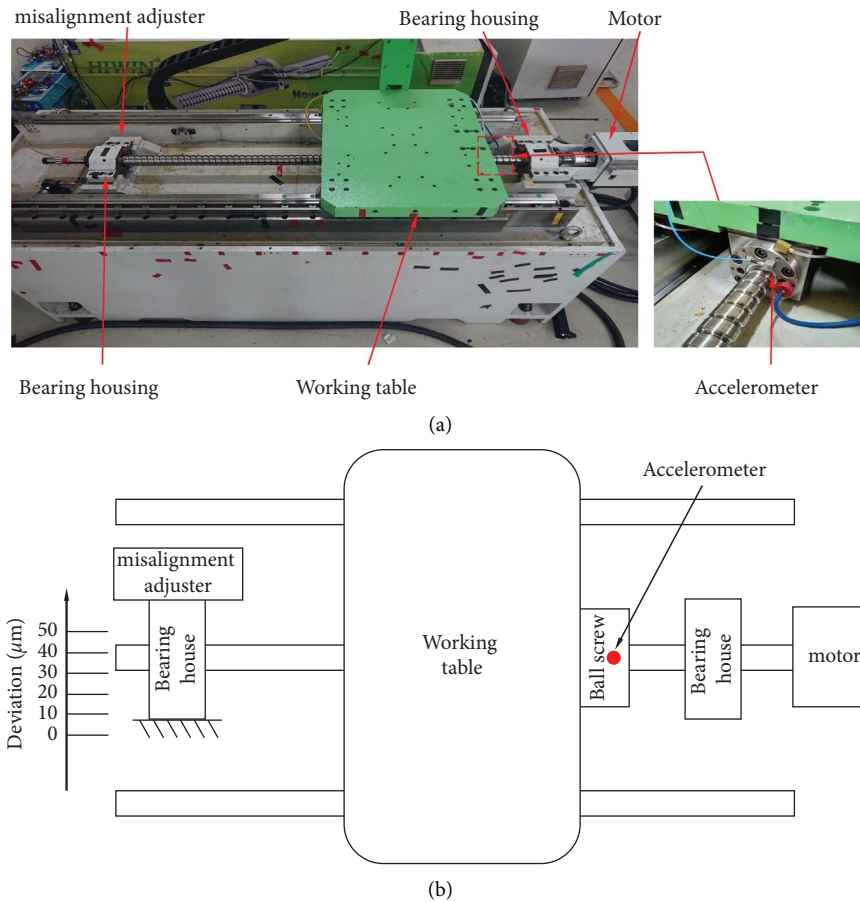 misalignment adjuster
Bearing housing
Motor
HIWIN
Bearing housing
Working table
Accelerometer
(a)
Accelerometer
misalignment
adjuster
Deviation (μm)
50
40
30
20
10
0
Bearing
house
Working
table
Ball screw
Bearing
house
motor
(b)